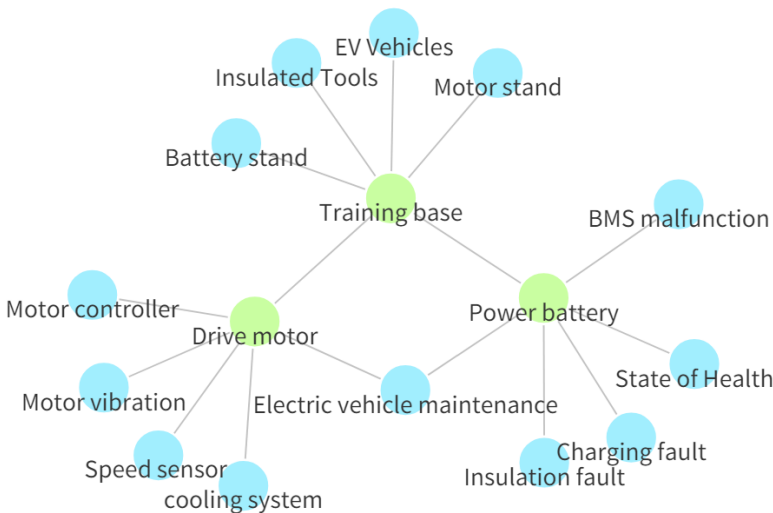 EV Vehicles
Insulated Tools
Motor stand
Battery stand
Training base
BMS malfunction
Motor controller
Power battery
Drive motor
State of Health
Motor vibration
Electric vehicle maintenance
Charging fault
Speed sensor
Insulation fault
cooling system